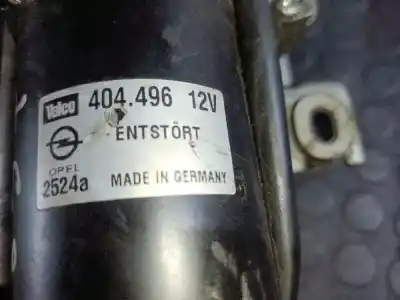 Valeo 404.496 12V
ENTSTÖRT
OPEL
2524a MADE IN GERMANY